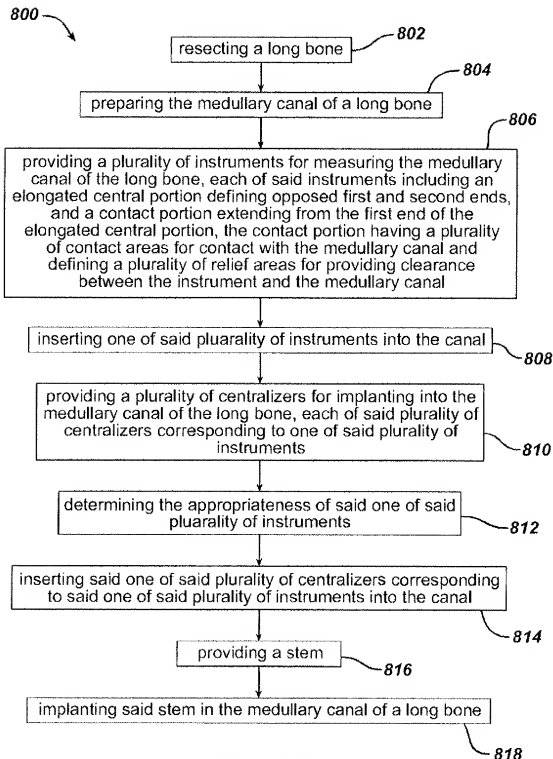 800
resecting a long bone
802
preparing the medullary canal of a long bone
804
806
providing a plurality of instruments for measuring the medullary
canal of the long bone, each of said instruments including an
elongated central portion defining opposed first and second ends,
and a contact portion extending from the first end of the
elongated central portion, the contact portion having a plurality
of contact areas for contact with the medullary canal and
defining a plurality of relief areas for providing clearance
between the instrument and the medullary canal
inserting one of said pluarality of instruments into the canal
808
providing a plurality of centralizers for implanting into the
medullary canal of the long bone, each of said plurality of
centralizers corresponding to one of said plurality of
instruments
810
determining the appropriateness of said one of said
pluarality of instruments
812
inserting said one of said plurality of centralizers corresponding
to said one of said plurality of instruments into the canal
814
providing a stem
816
implanting said stem in the medullary canal of a long bone
818